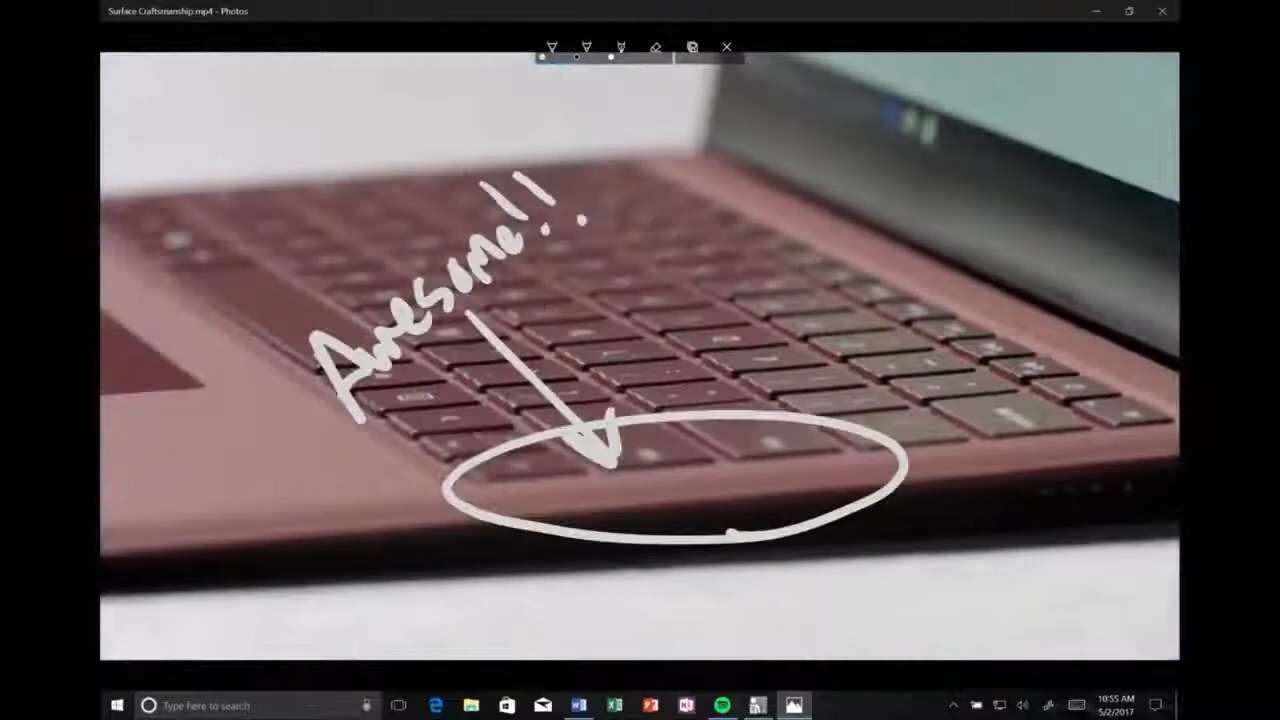 Surface Craftsmanship.mp4 - Photos
Awesome!!
Type here to search
10:55 AM
5/2/2017